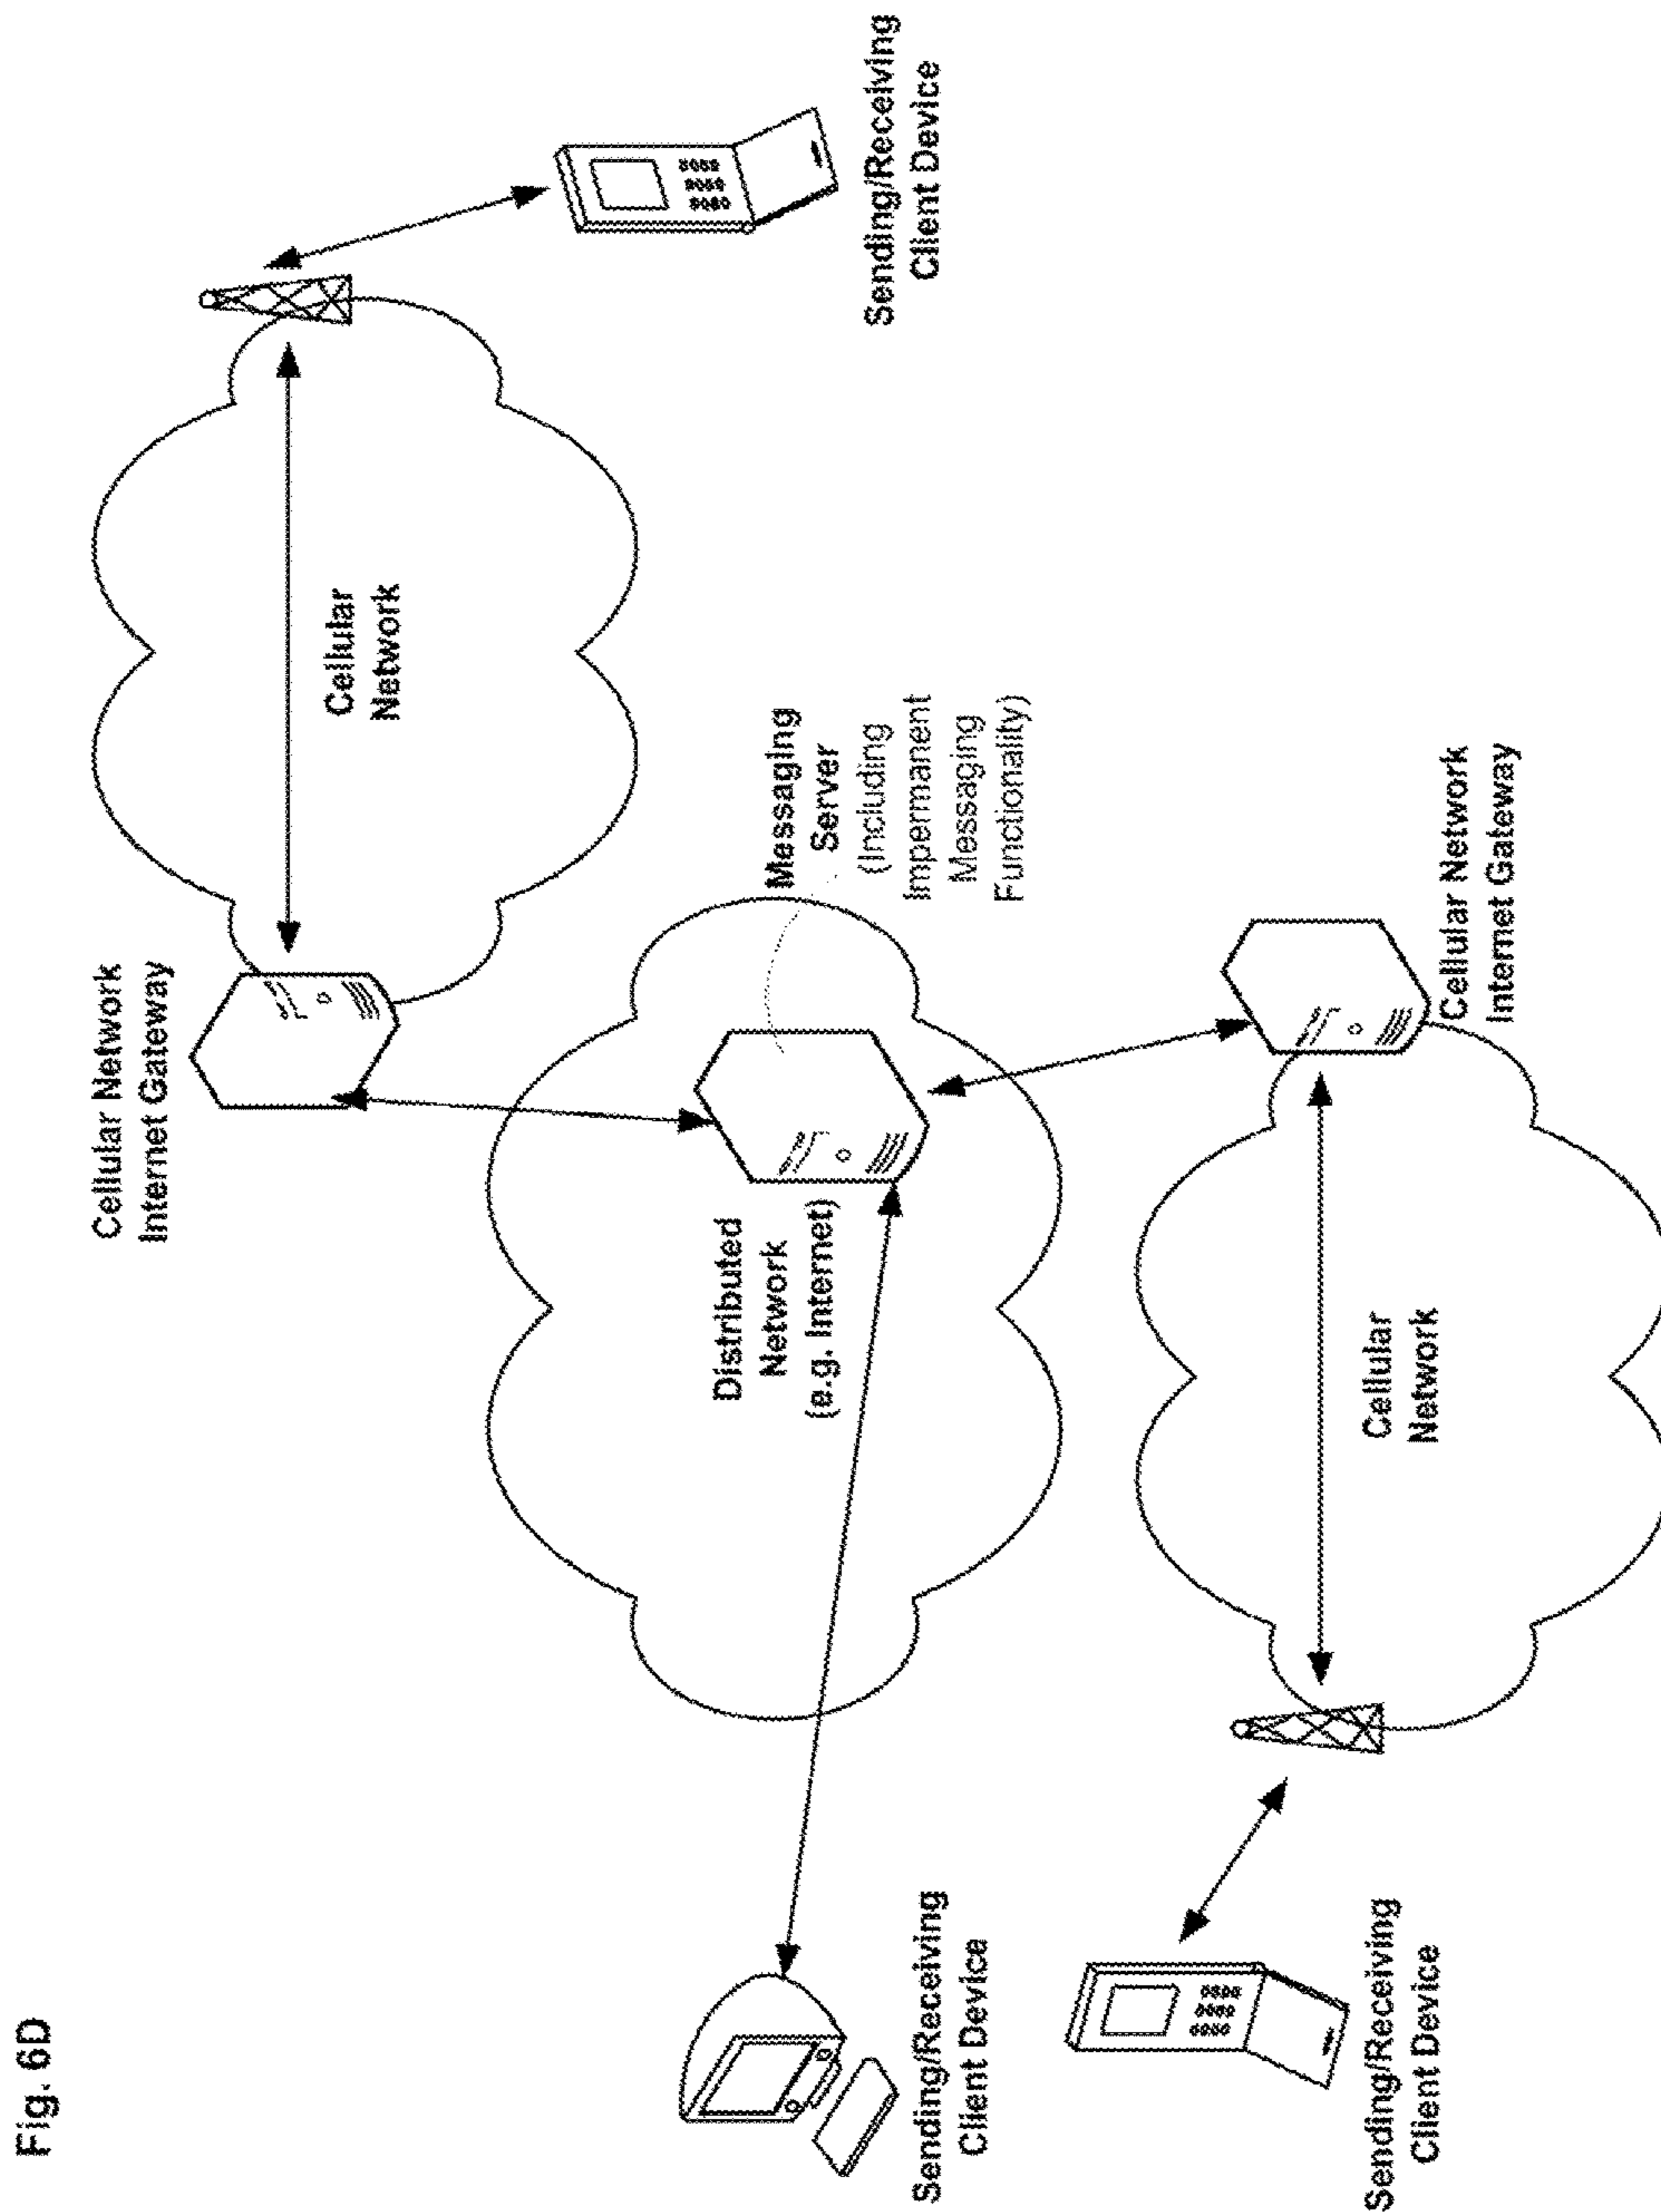 Fig. 6D
Cellular Network
Internet Gateway
Cellular
Network
Sending/Receiving
Client Device
Distributed
Network
(e.g. Internet)
Messaging
Server
(Including
Impermanent
Messaging
Functionality)
Sending/Receiving
Client Device
Cellular
Network
Cellular Network
Internet Gateway
Sending/Receiving
Client Device